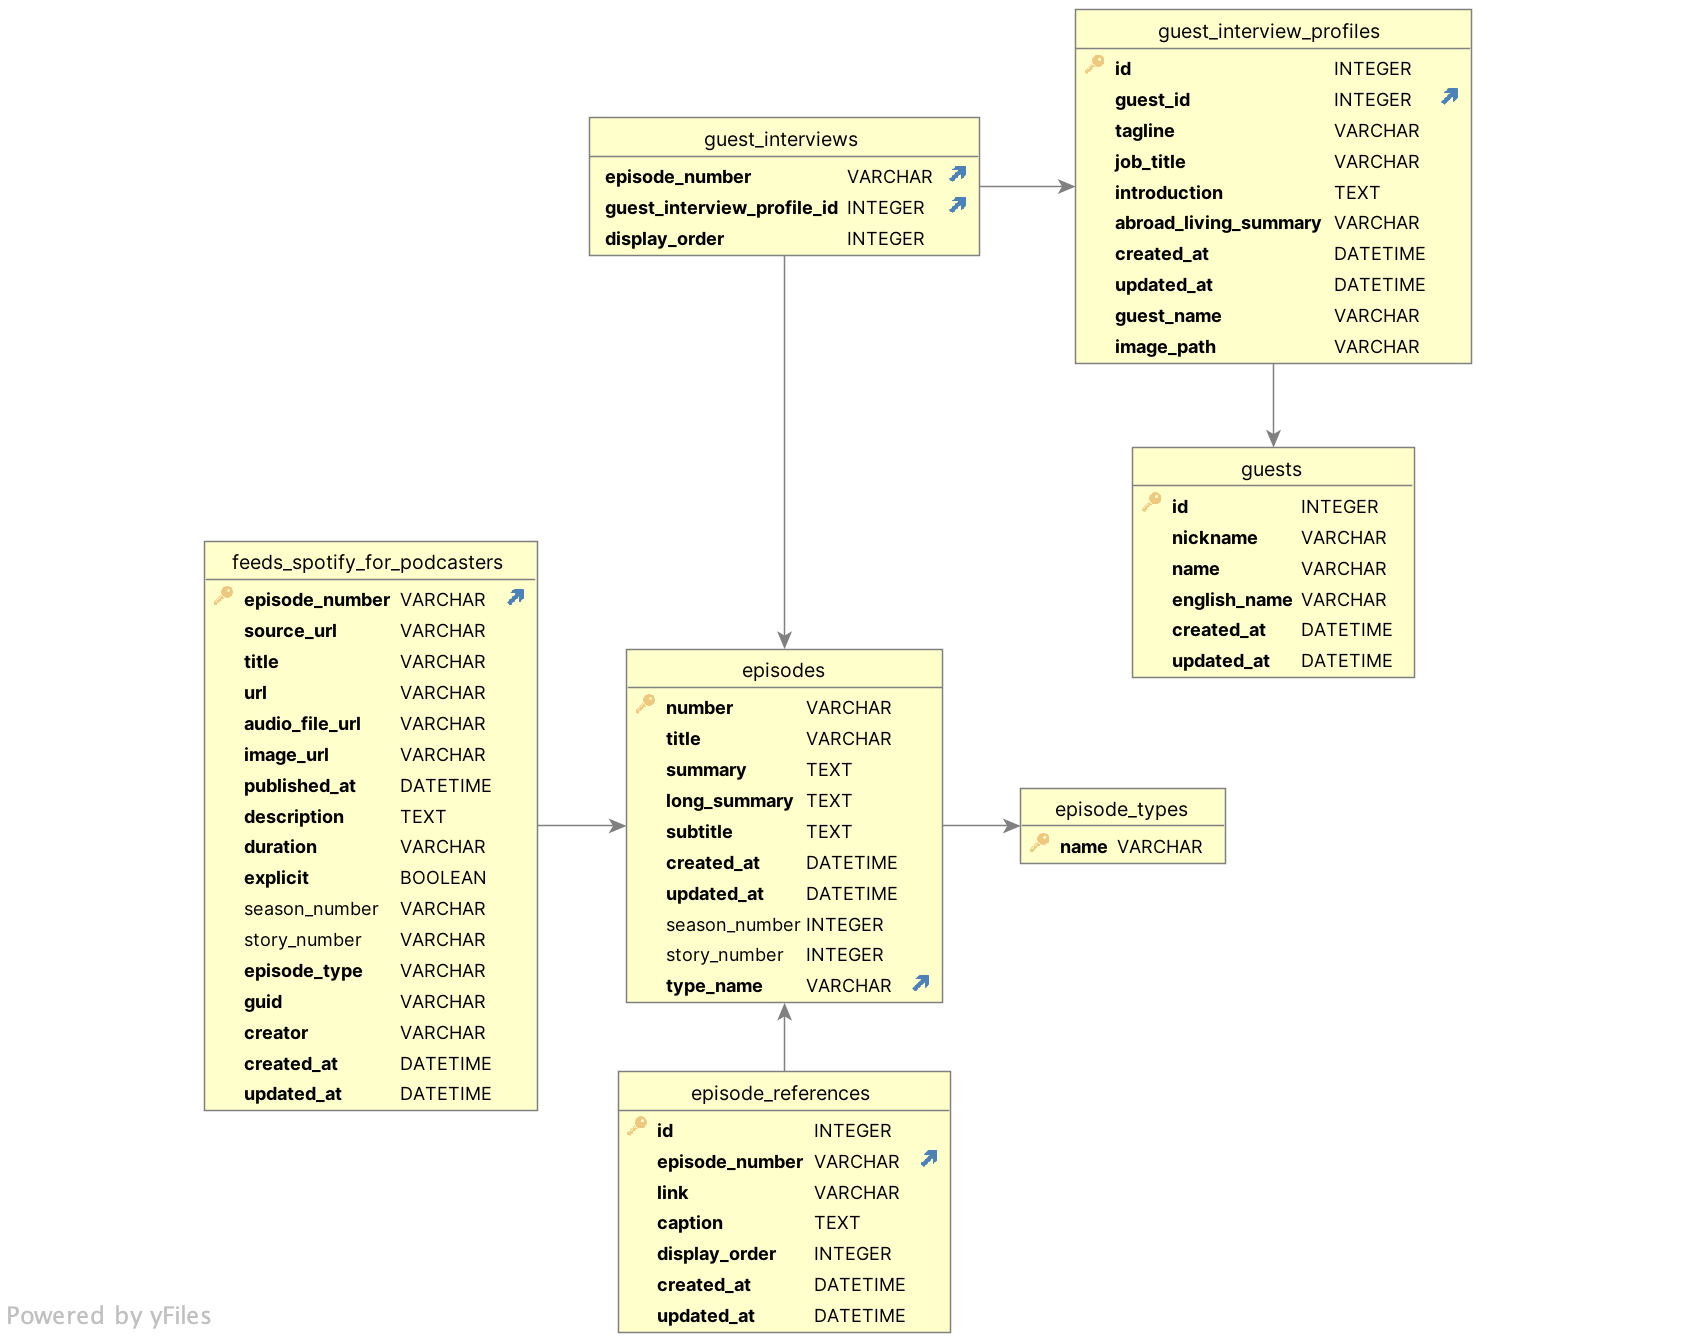 guest_interview_profiles
id INTEGER
guest_id INTEGER
tagline VARCHAR
job_title VARCHAR
introduction TEXT
abroad_living_summary VARCHAR
created_at DATETIME
updated_at DATETIME
guest_name VARCHAR
image_path VARCHAR
guest_interviews
episode_number VARCHAR
guest_interview_profile_id INTEGER
display_order INTEGER
guests
id INTEGER
nickname VARCHAR
name VARCHAR
english_name VARCHAR
created_at DATETIME
updated_at DATETIME
feeds_spotify_for_podcasters
episode_number VARCHAR
source_url VARCHAR
title VARCHAR
url VARCHAR
audio_file_url VARCHAR
image_url VARCHAR
published_at DATETIME
description TEXT
duration VARCHAR
explicit BOOLEAN
season_number VARCHAR
story_number VARCHAR
episode_type VARCHAR
guid VARCHAR
creator VARCHAR
created_at DATETIME
updated_at DATETIME
episodes
number VARCHAR
title VARCHAR
summary TEXT
long_summary TEXT
subtitle TEXT
created_at DATETIME
updated_at DATETIME
season_number INTEGER
story_number INTEGER
type_name VARCHAR
episode_types
name VARCHAR
episode_references
id INTEGER
episode_number VARCHAR
link VARCHAR
caption TEXT
display_order INTEGER
created_at DATETIME
updated_at DATETIME
Powered by yFiles